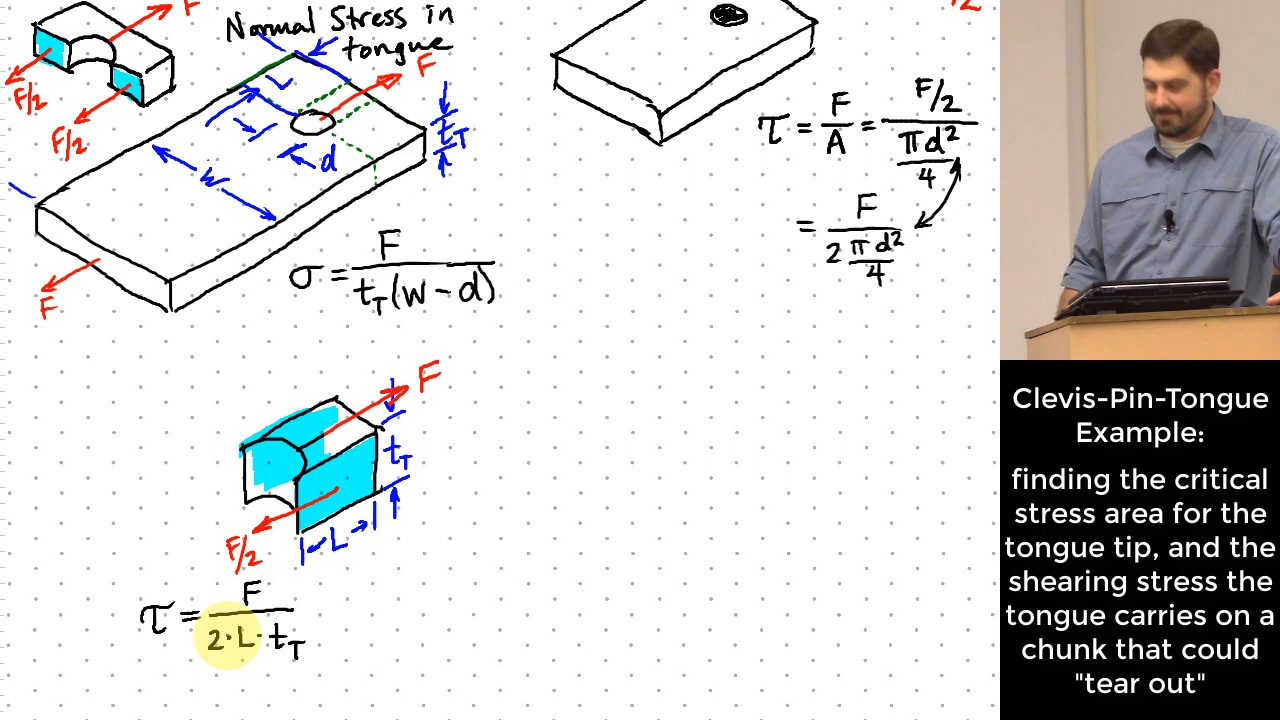 F
F/2
F/2
Normal Stress in
tongue
F
L
d
w
t_T
F
σ = F / t_T(w − d)
/2
τ = F/A = F/2 / πd²/4
= F / 2 πd²/4
F
t_T
F/2
L
τ = F / 2·L·t_T
Clevis-Pin-Tongue
Example:
finding the critical
stress area for the
tongue tip, and the
shearing stress the
tongue carries on a
chunk that could
"tear out"